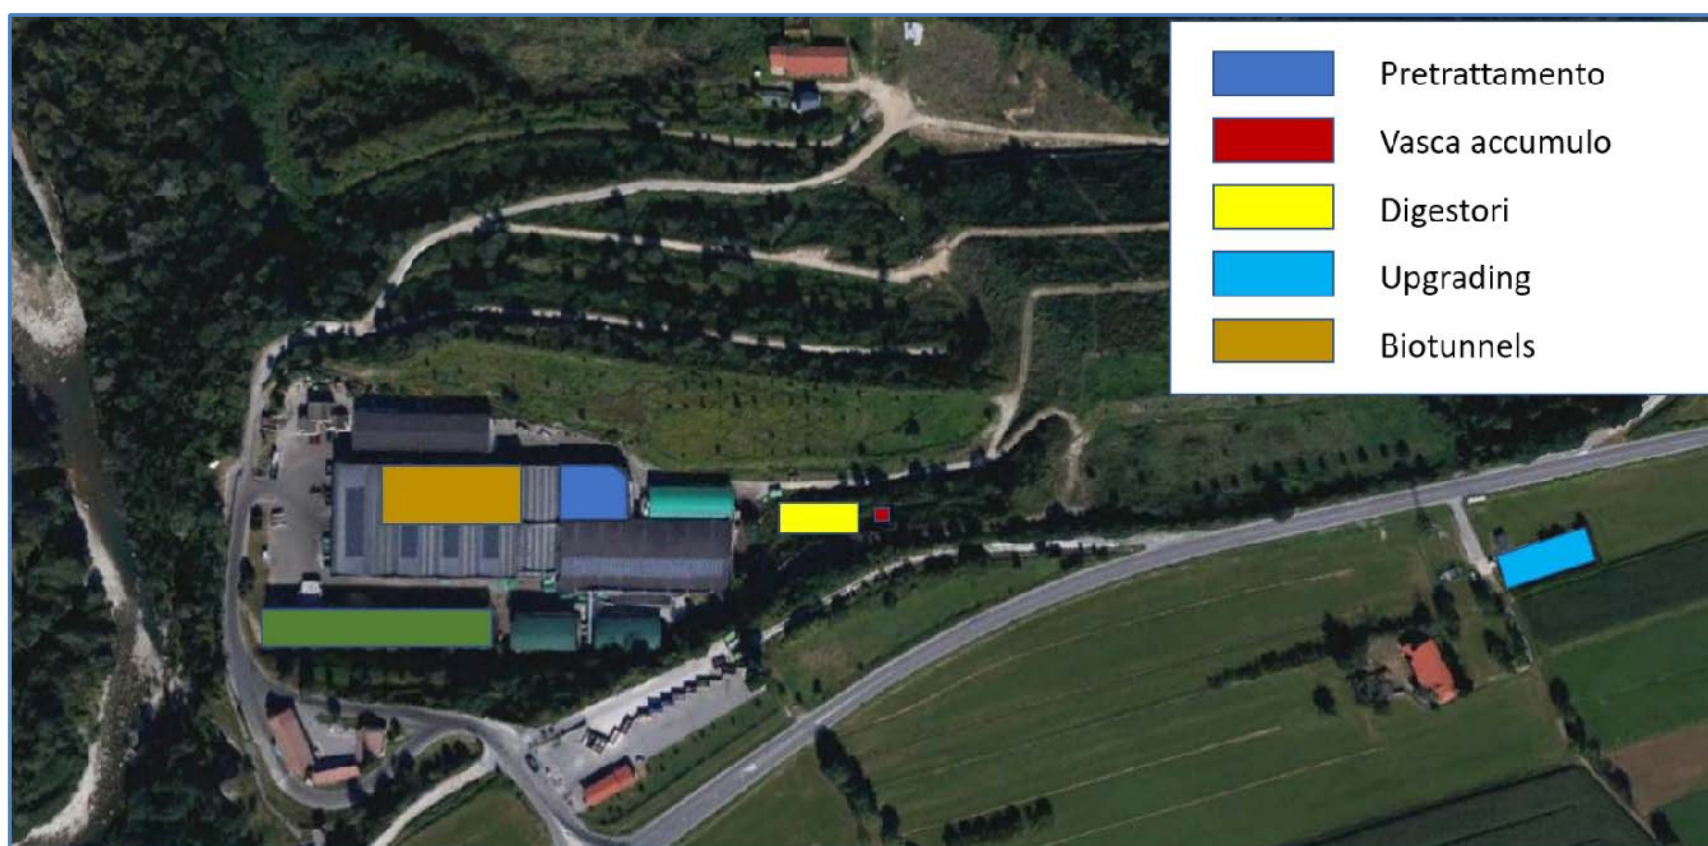 Pretrattamento
Vasca accumulo
Digestori
Upgrading
Biotunnels